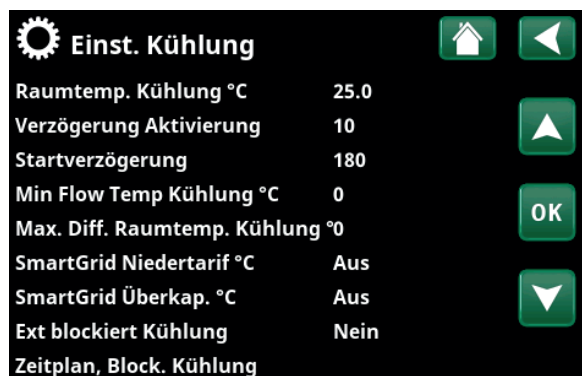 Einst. Kühlung
Raumtemp. Kühlung °C 25.0
Verzögerung Aktivierung 10
Startverzögerung 180
Min Flow Temp Kühlung °C 0
Max. Diff. Raumtemp. Kühlung °0
OK
SmartGrid Niedertarif °C Aus
SmartGrid Überkap. °C Aus
Ext blockiert Kühlung Nein
Zeitplan, Block. Kühlung